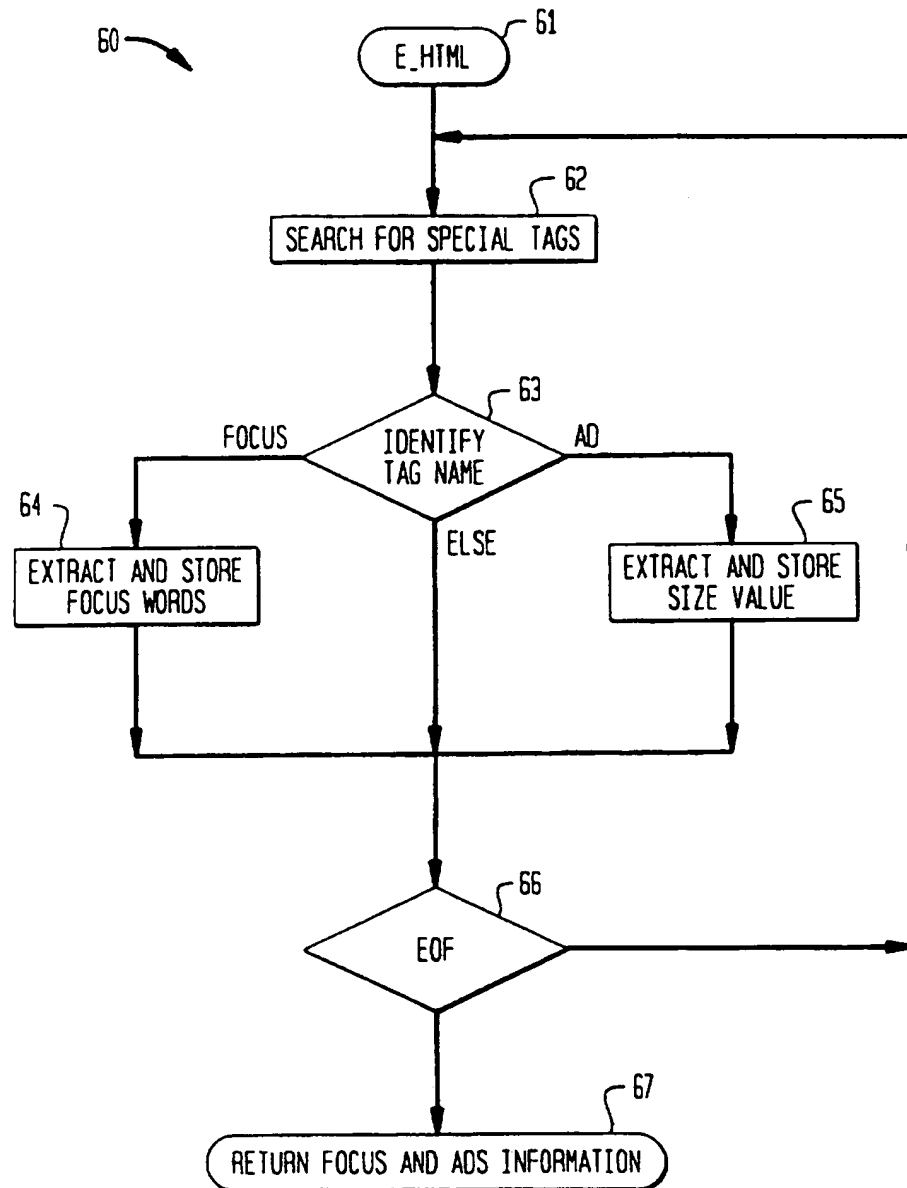 60
61
E_HTML
62
SEARCH FOR SPECIAL TAGS
63
FOCUS
IDENTIFY
TAG NAME
AD
ELSE
64
EXTRACT AND STORE
FOCUS WORDS
65
EXTRACT AND STORE
SIZE VALUE
66
EOF
67
RETURN FOCUS AND ADS INFORMATION